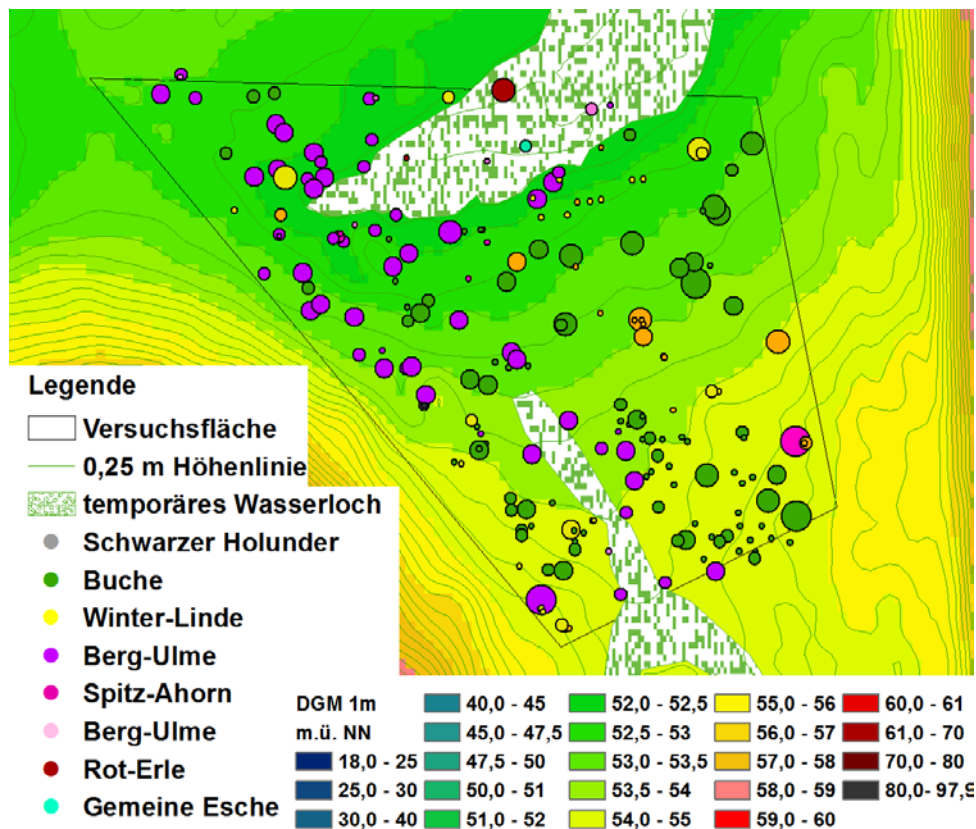 Legende
Versuchsfläche
0,25 m Höhenlinie
temporäres Wasserloch
Schwarzer Holunder
Buche
Winter-Linde
Berg-Ulme
Spitz-Ahorn
Berg-Ulme
Rot-Erle
Gemeine Esche
DGM 1m
m.ü. NN
18,0 - 25
25,0 - 30
30,0 - 40
40,0 - 45
45,0 - 47,5
47,5 - 50
50,0 - 51
51,0 - 52
52,0 - 52,5
52,5 - 53
53,0 - 53,5
53,5 - 54
54,0 - 55
55,0 - 56
56,0 - 57
57,0 - 58
58,0 - 59
59,0 - 60
60,0 - 61
61,0 - 70
70,0 - 80
80,0- 97,9